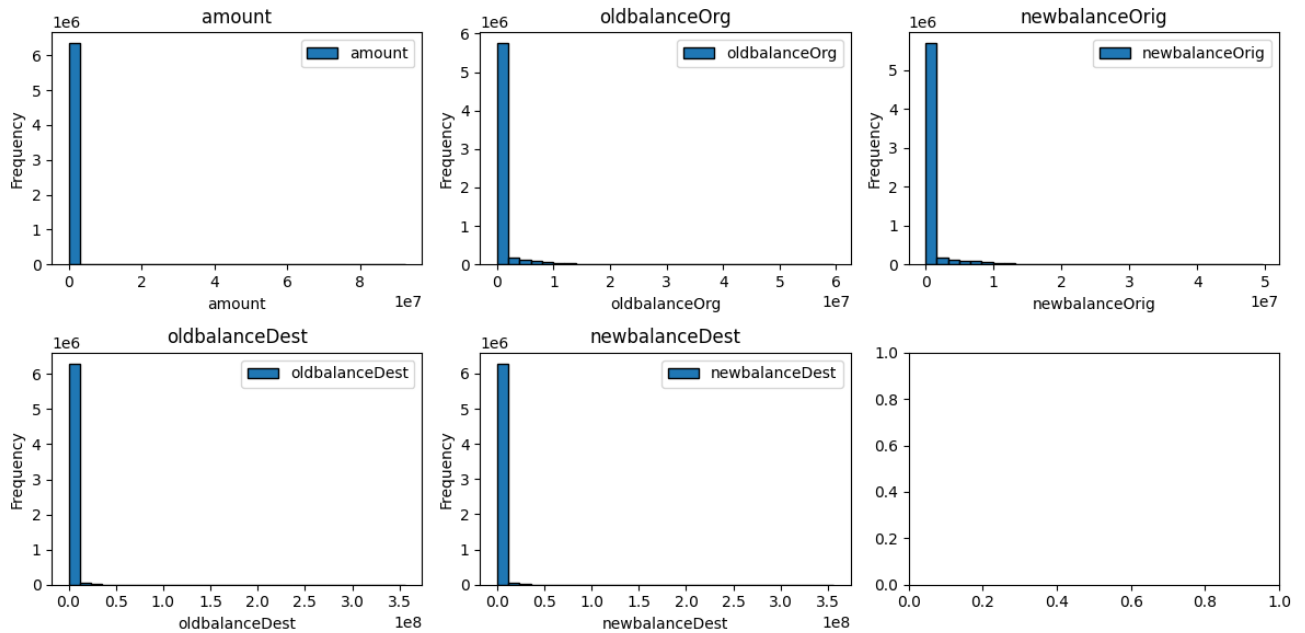 amount
1e6
6
5
4
3
2
1
0
Frequency
amount
0 2 4 6 8
1e7
amount
oldbalanceOrg
1e6
6
5
4
3
2
1
0
Frequency
oldbalanceOrg
0 1 2 3 4 5 6
1e7
oldbalanceOrg
newbalanceOrig
1e6
5
4
3
2
1
0
Frequency
newbalanceOrig
0 1 2 3 4 5
1e7
newbalanceOrig
oldbalanceDest
1e6
6
5
4
3
2
1
0
Frequency
oldbalanceDest
0.0 0.5 1.0 1.5 2.0 2.5 3.0 3.5
1e8
oldbalanceDest
newbalanceDest
1e6
6
5
4
3
2
1
0
Frequency
newbalanceDest
0.0 0.5 1.0 1.5 2.0 2.5 3.0 3.5
1e8
newbalanceDest
1.0
0.8
0.6
0.4
0.2
0.0
0.0 0.2 0.4 0.6 0.8 1.0